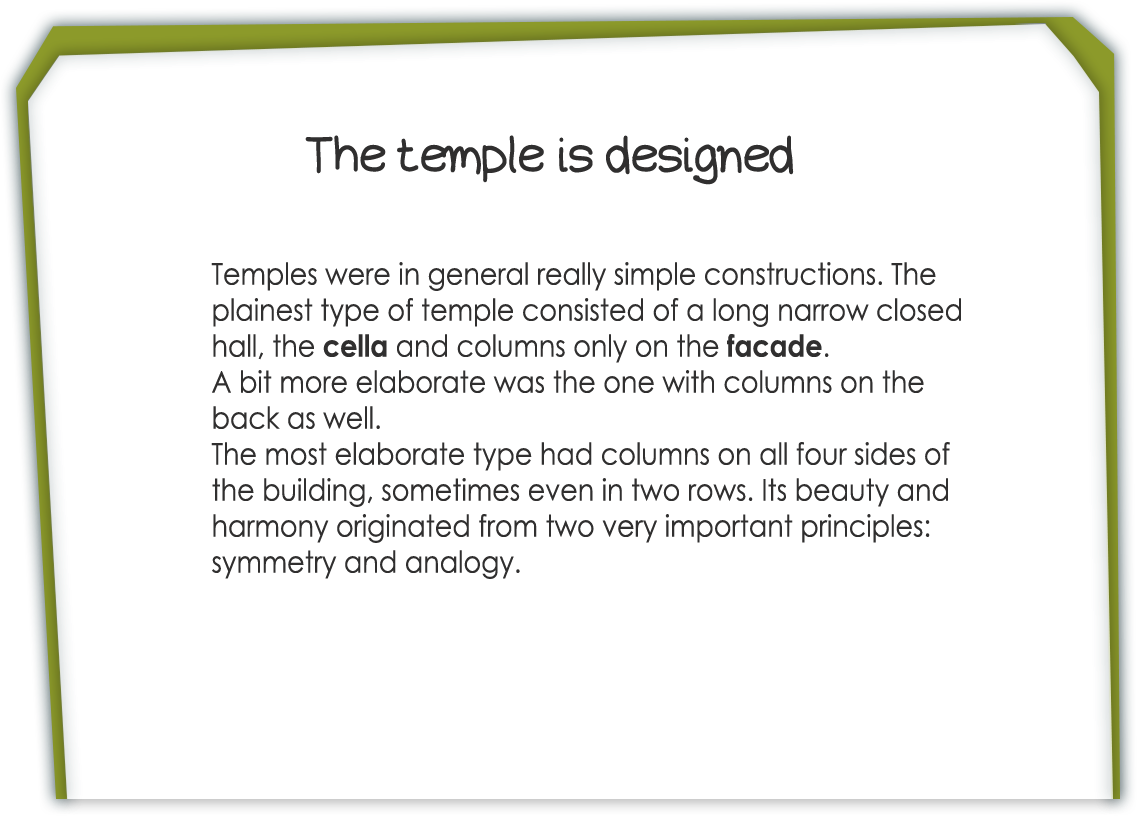 The temple is designed
Temples were in general really simple constructions. The
plainest type of temple consisted of a long narrow closed
hall, the cella and columns only on the facade.
A bit more elaborate was the one with columns on the
back as well.
The most elaborate type had columns on all four sides of
the building, sometimes even in two rows. Its beauty and
harmony originated from two very important principles:
symmetry and analogy.